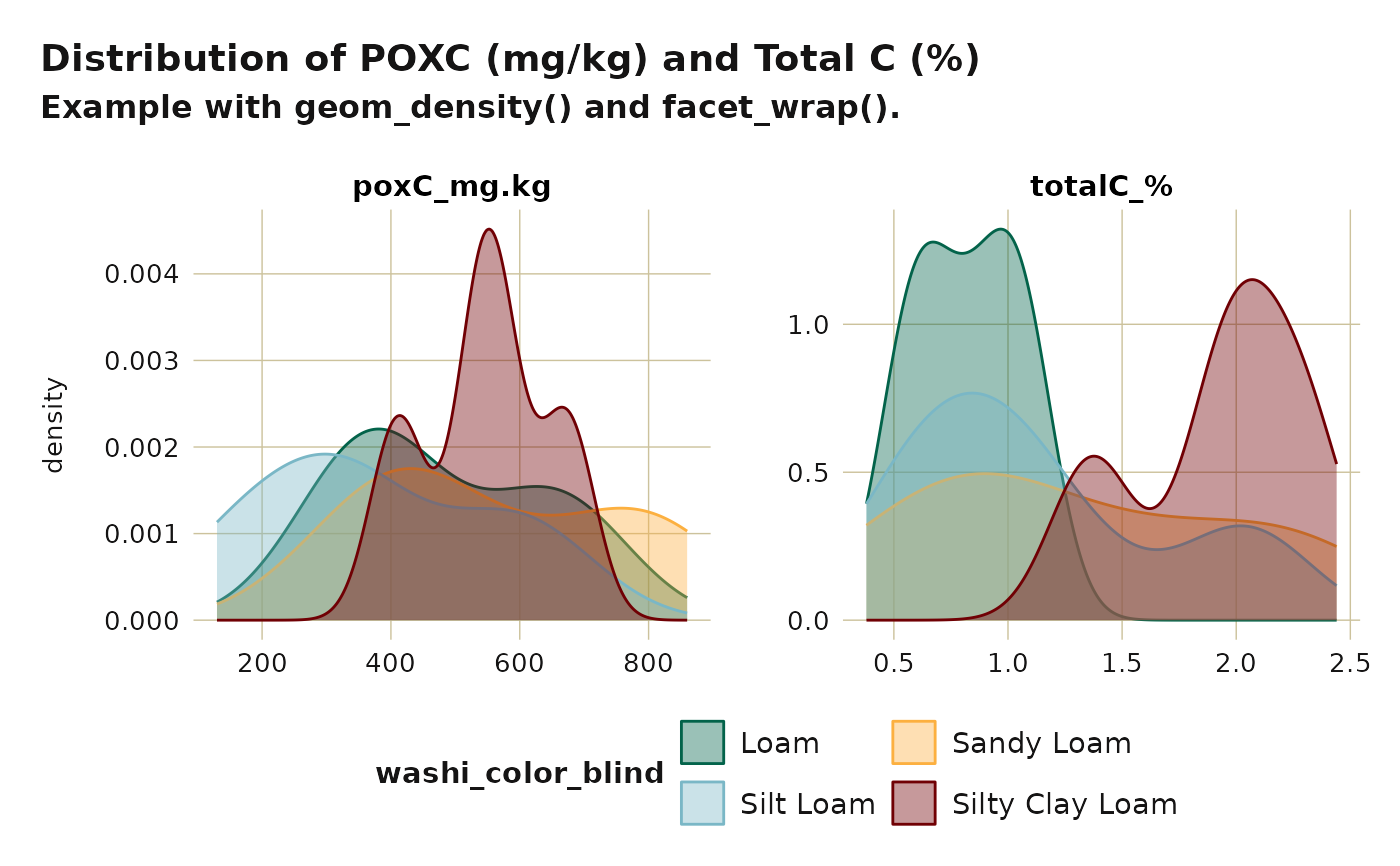 Distribution of POXC (mg/kg) and Total C (%)
Example with geom_density() and facet_wrap().
poxC_mg.kg
totalC_%
density
0.004
0.003
0.002
0.001
0.000
200 400 600 800
1.0
0.5
0.0
0.5 1.0 1.5 2.0 2.5
washi_color_blind
Loam
Sandy Loam
Silt Loam
Silty Clay Loam